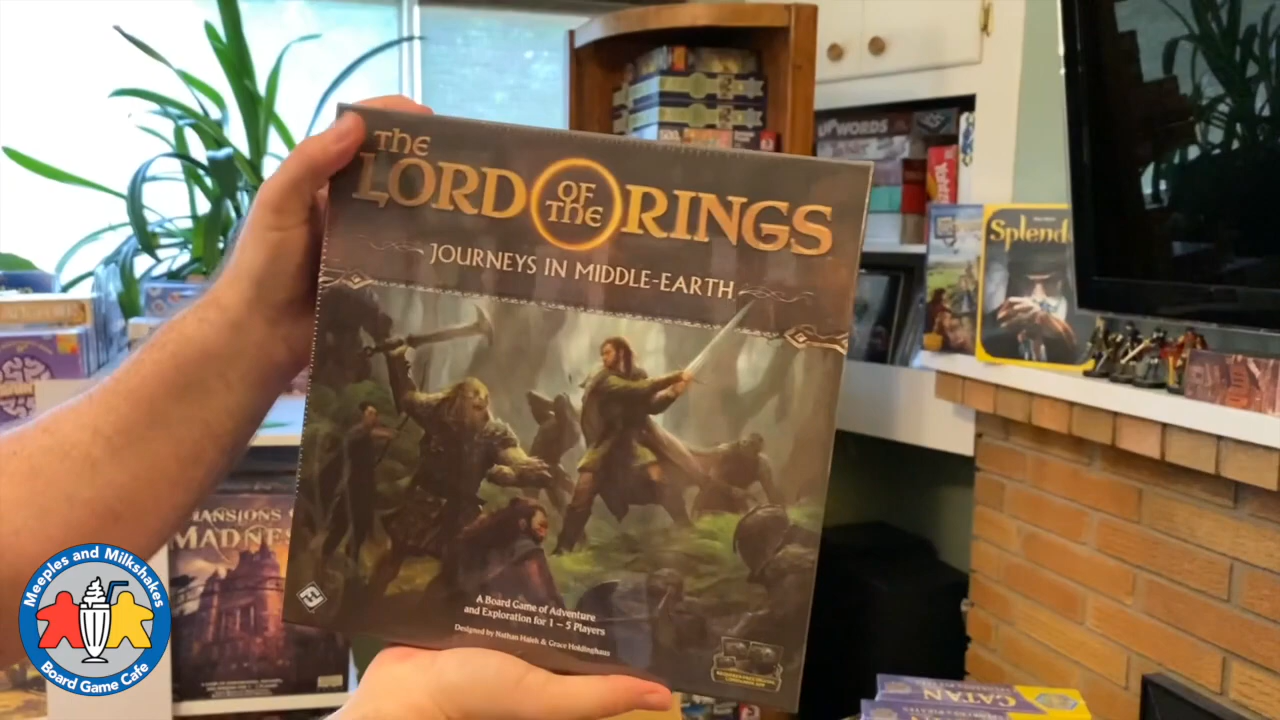 THE
LORD OF THE RINGS
JOURNEYS IN MIDDLE-EARTH
A Board Game of Adventure
and Exploration for 1 – 5 Players
Designed by Nathan Hajek & Grace Holdinghaus
UPWORDS
Splend
MANSIONS
MADNES
CATAN
Meeples and Milkshakes
Board Game Cafe